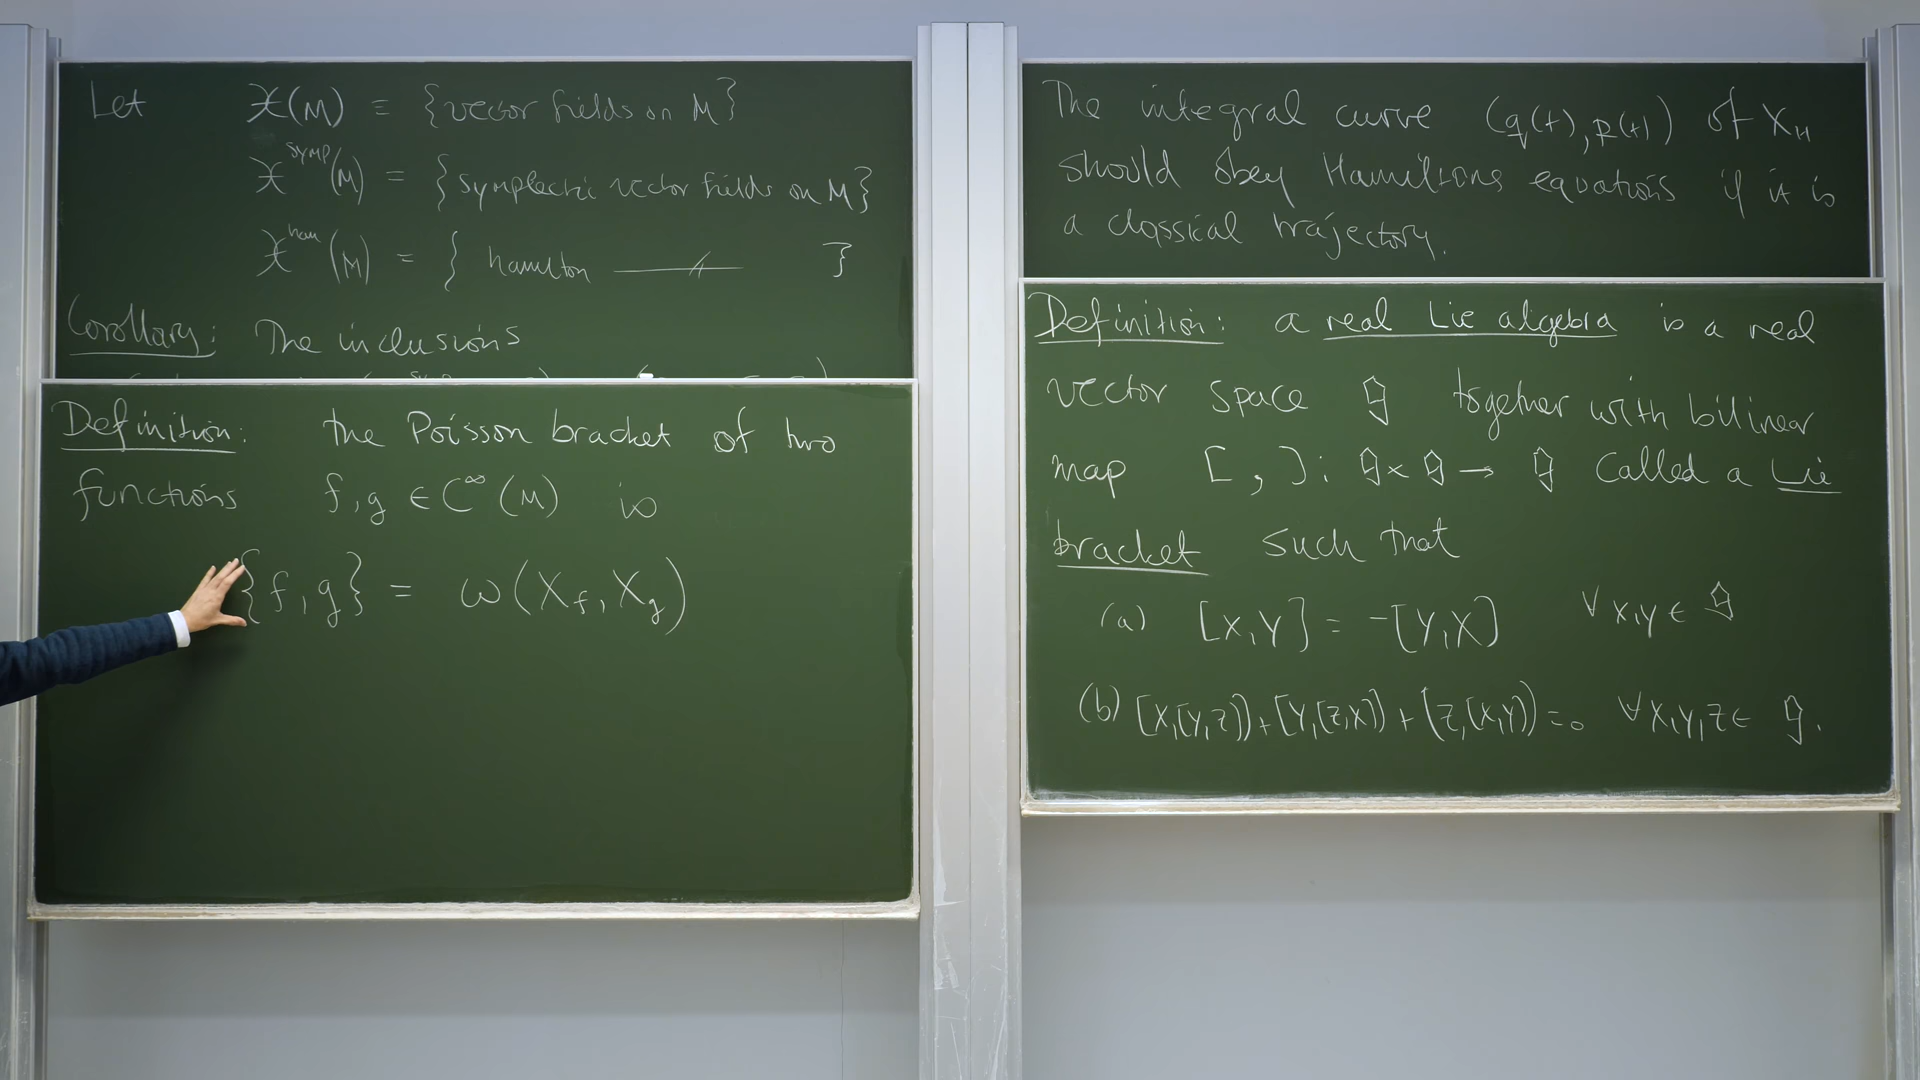 Let 𝔛(M) = {vector fields on M}
𝔛^symp(M) = {symplectic vector fields on M}
𝔛^ham(M) = { hamilton —〃— }
Corollary: The inclusions
Definition: the Poisson bracket of two
functions f,g ∈ C^∞(M) is
{f,g} = ω(X_f, X_g)
The integral curve (q(t), p(t)) of X_H
should obey Hamiltons equations if it is
a classical trajectory.
Definition: a real Lie algebra is a real
vector space 𝔤 together with bilinear
map [ , ]: 𝔤 × 𝔤 → 𝔤 called a Lie
bracket such that
(a) [X,Y] = -[Y,X] ∀ X,Y ∈ 𝔤
(b) [X,[Y,Z]] + [Y,[Z,X]] + [Z,[X,Y]] = 0 ∀ X,Y,Z ∈ 𝔤.